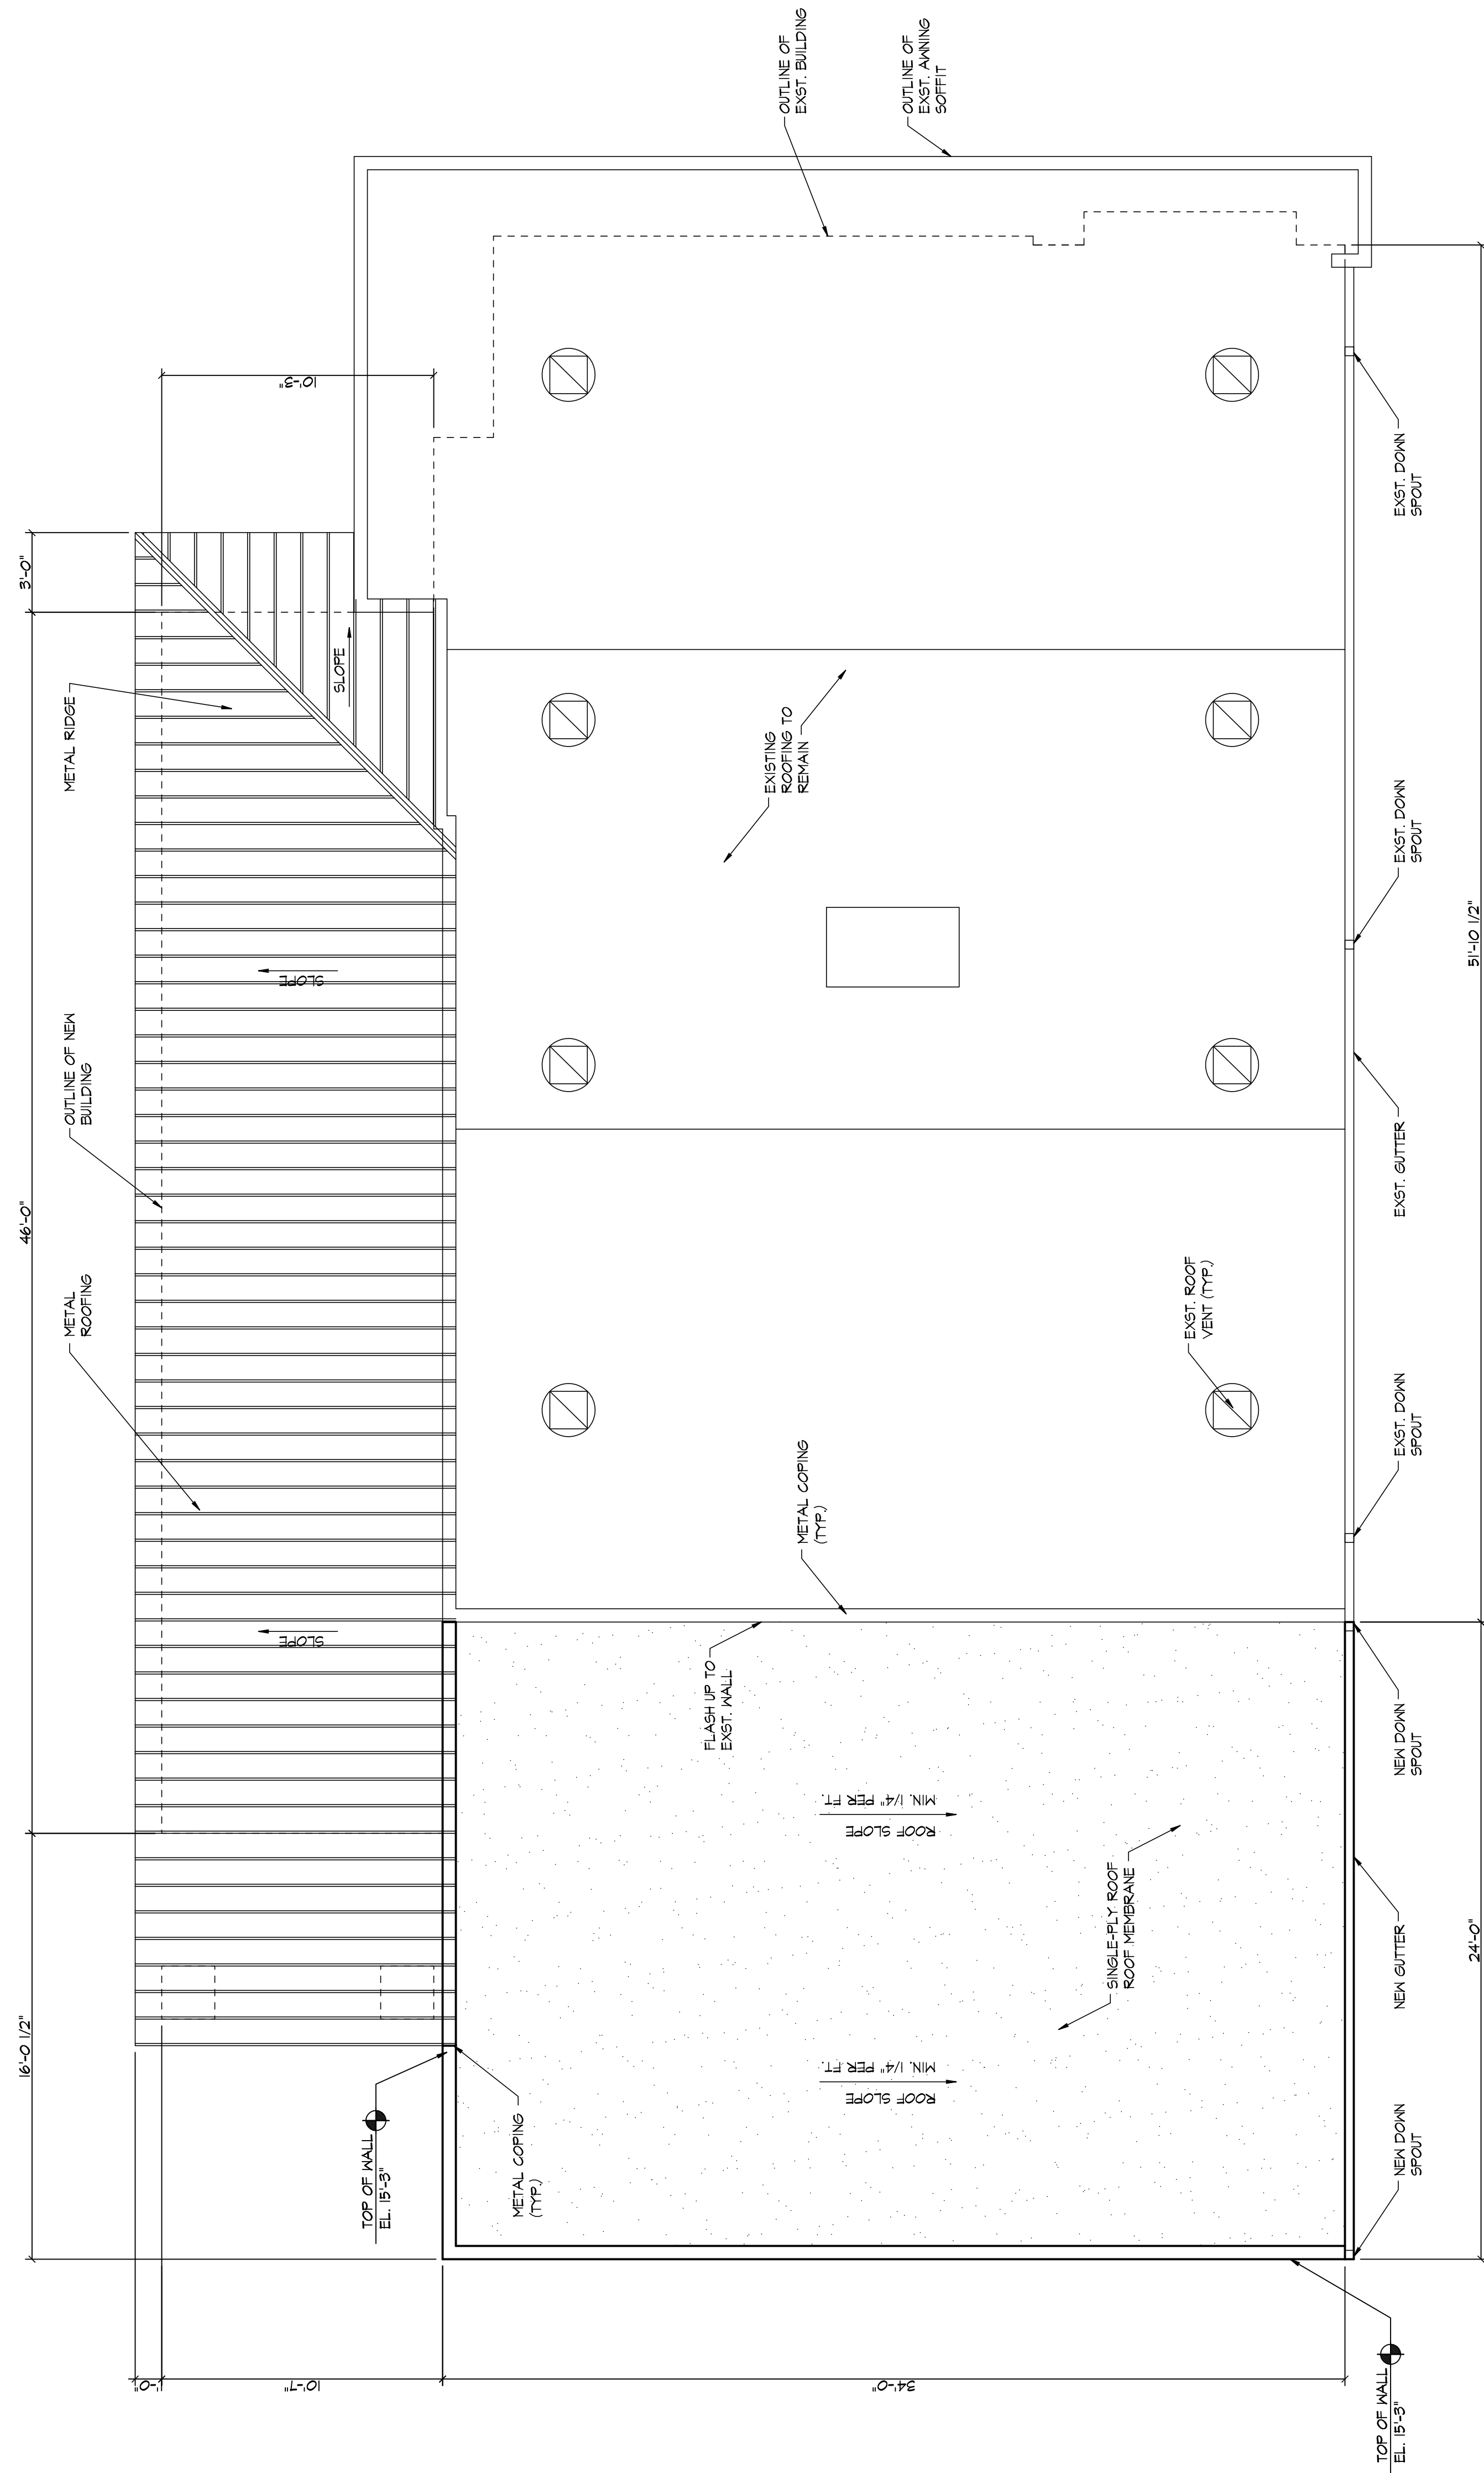 16'-0 1/2"
46'-0"
3'-0"
METAL
ROOFING
OUTLINE OF NEW
BUILDING
METAL RIDGE
1'-0"
10'-7"
10'-3"
SLOPE
SLOPE
SLOPE
TOP OF WALL
EL. 15'-3"
METAL COPING
(TYP.)
FLASH UP TO
EXST. WALL
METAL COPING
(TYP.)
EXISTING
ROOFING TO
REMAIN
OUTLINE OF
EXST. BUILDING
OUTLINE OF
EXST. AWNING
SOFFIT
34'-0"
ROOF SLOPE
MIN. 1/4" PER FT.
ROOF SLOPE
MIN. 1/4" PER FT.
SINGLE-PLY ROOF
ROOF MEMBRANE
EXST. ROOF
VENT (TYP.)
TOP OF WALL
EL. 15'-3"
NEW DOWN
SPOUT
NEW GUTTER
NEW DOWN
SPOUT
EXST. DOWN
SPOUT
EXST. GUTTER
EXST. DOWN
SPOUT
EXST. DOWN
SPOUT
24'-0"
51'-10 1/2"